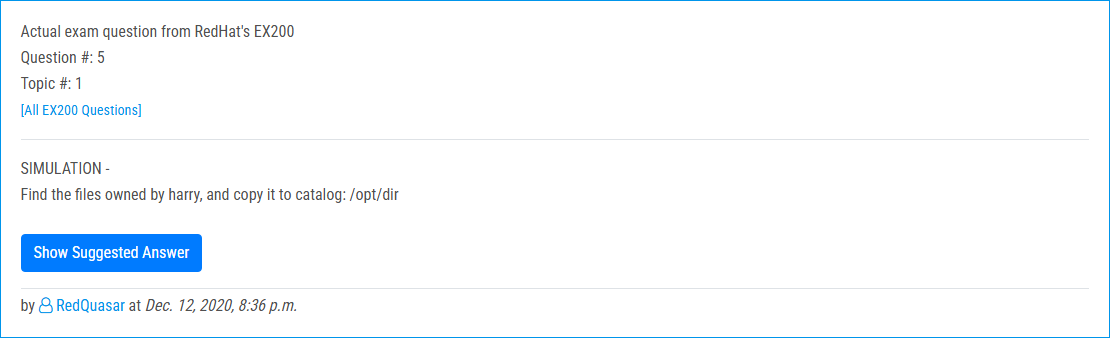 Actual exam question from RedHat's EX200
Question #: 5
Topic #: 1
[All EX200 Questions]
SIMULATION -
Find the files owned by harry, and copy it to catalog: /opt/dir
Show Suggested Answer
by RedQuasar at Dec. 12, 2020, 8:36 p.m.